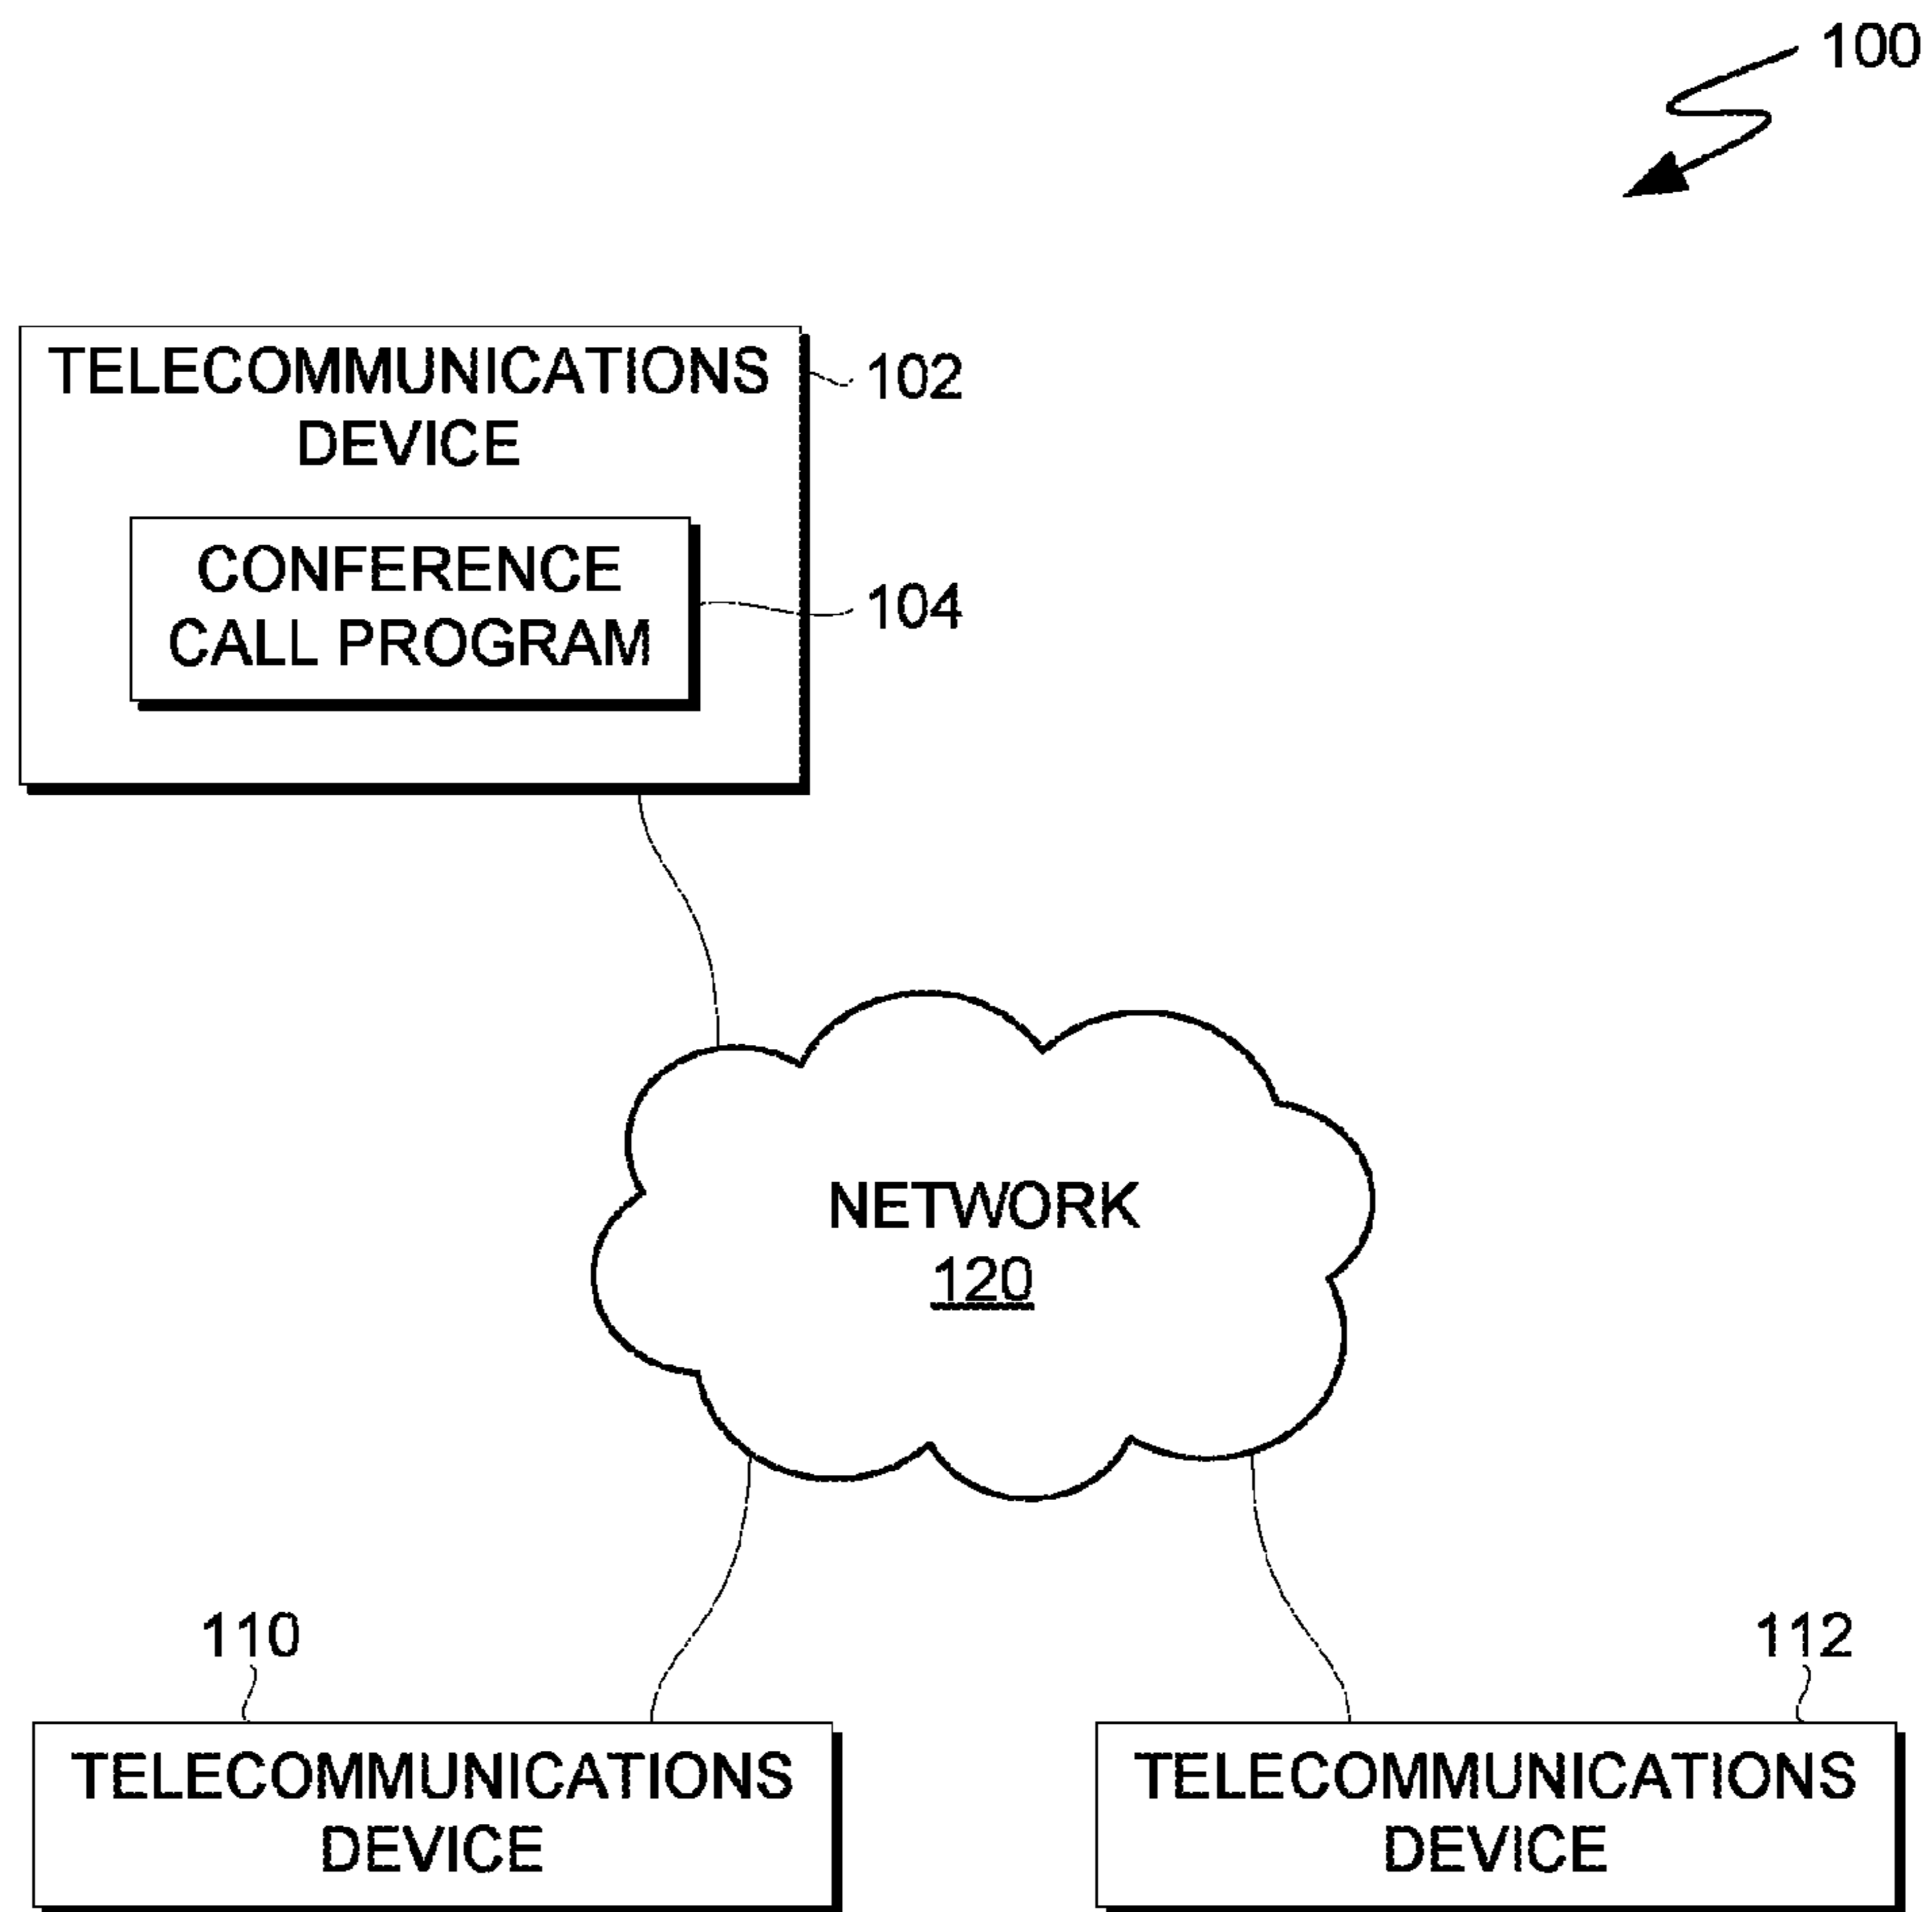 100
TELECOMMUNICATIONS
DEVICE
102
CONFERENCE
CALL PROGRAM
104
NETWORK
120
110
112
TELECOMMUNICATIONS
DEVICE
TELECOMMUNICATIONS
DEVICE